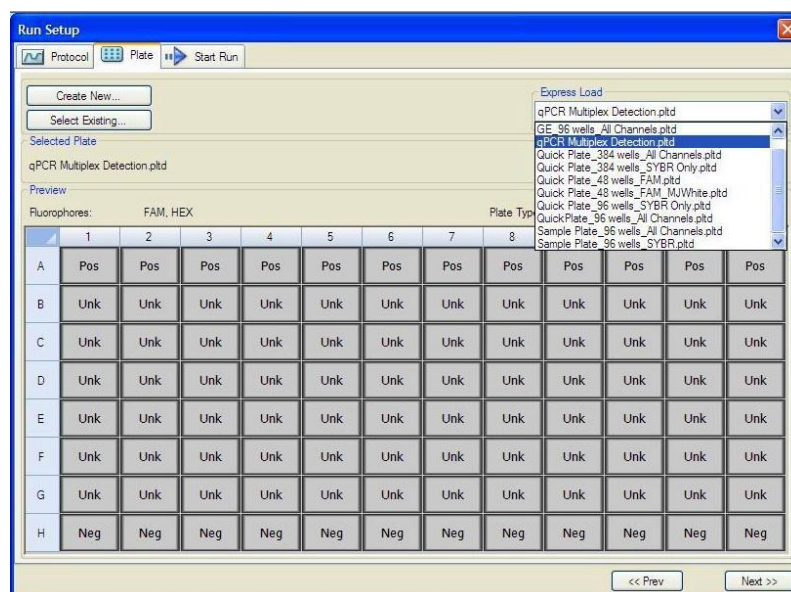 Run Setup
Protocol Plate Start Run
Create New...
Select Existing...
Express Load
qPCR Multiplex Detection.pltd
GE_96 wells_All Channels.pltd
qPCR Multiplex Detection.pltd
Quick Plate_384 wells_All Channels.pltd
Quick Plate_384 wells_SYBR Only.pltd
Quick Plate_48 wells_FAM.pltd
Quick Plate_48 wells_FAM_MJWhite.pltd
Quick Plate_96 wells_SYBR Only.pltd
QuickPlate_96 wells_All Channels.pltd
Sample Plate_96 wells_All Channels.pltd
Sample Plate_96 wells_SYBR.pltd
Selected Plate
qPCR Multiplex Detection.pltd
Preview
Fluorophores: FAM, HEX Plate Typ
1 2 3 4 5 6 7 8
A Pos Pos Pos Pos Pos Pos Pos Pos Pos Pos Pos Pos
B Unk Unk Unk Unk Unk Unk Unk Unk Unk Unk Unk Unk
C Unk Unk Unk Unk Unk Unk Unk Unk Unk Unk Unk Unk
D Unk Unk Unk Unk Unk Unk Unk Unk Unk Unk Unk Unk
E Unk Unk Unk Unk Unk Unk Unk Unk Unk Unk Unk Unk
F Unk Unk Unk Unk Unk Unk Unk Unk Unk Unk Unk Unk
G Unk Unk Unk Unk Unk Unk Unk Unk Unk Unk Unk Unk
H Neg Neg Neg Neg Neg Neg Neg Neg Neg Neg Neg Neg
<< Prev Next >>